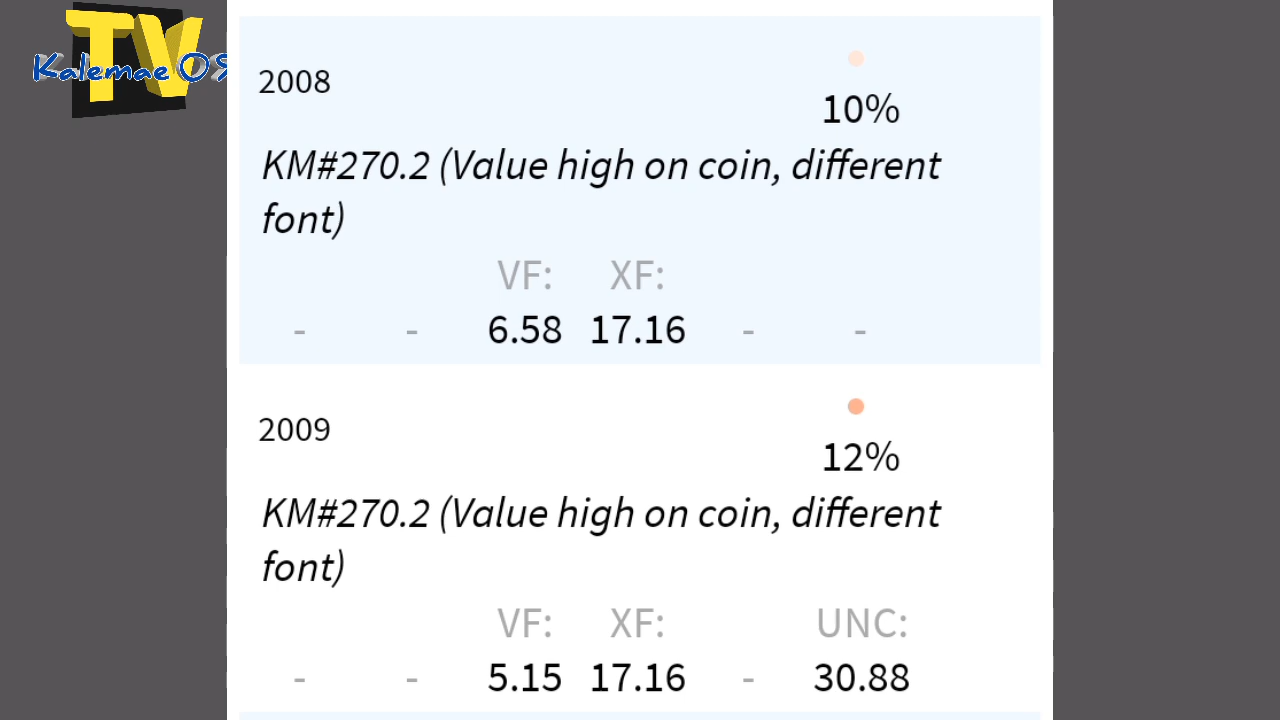 TV
Kalemae
2008
10%
KM#270.2 (Value high on coin, different
font)
VF: XF:
- - 6.58 17.16 - -
2009
12%
KM#270.2 (Value high on coin, different
font)
VF: XF: UNC:
- - 5.15 17.16 - 30.88